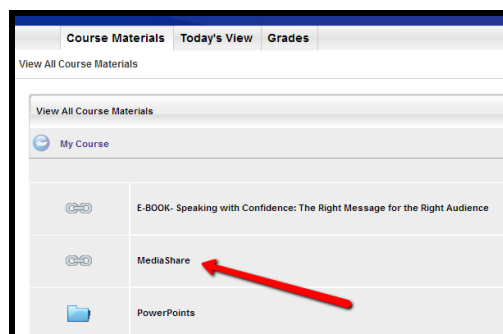 Course Materials Today's View Grades
View All Course Materials
View All Course Materials
My Course
E-BOOK- Speaking with Confidence: The Right Message for the Right Audience
MediaShare
PowerPoints